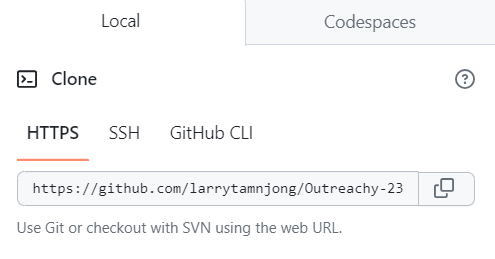 Local Codespaces
Clone
HTTPS SSH GitHub CLI
https://github.com/larrytamnjong/Outreachy-23
Use Git or checkout with SVN using the web URL.